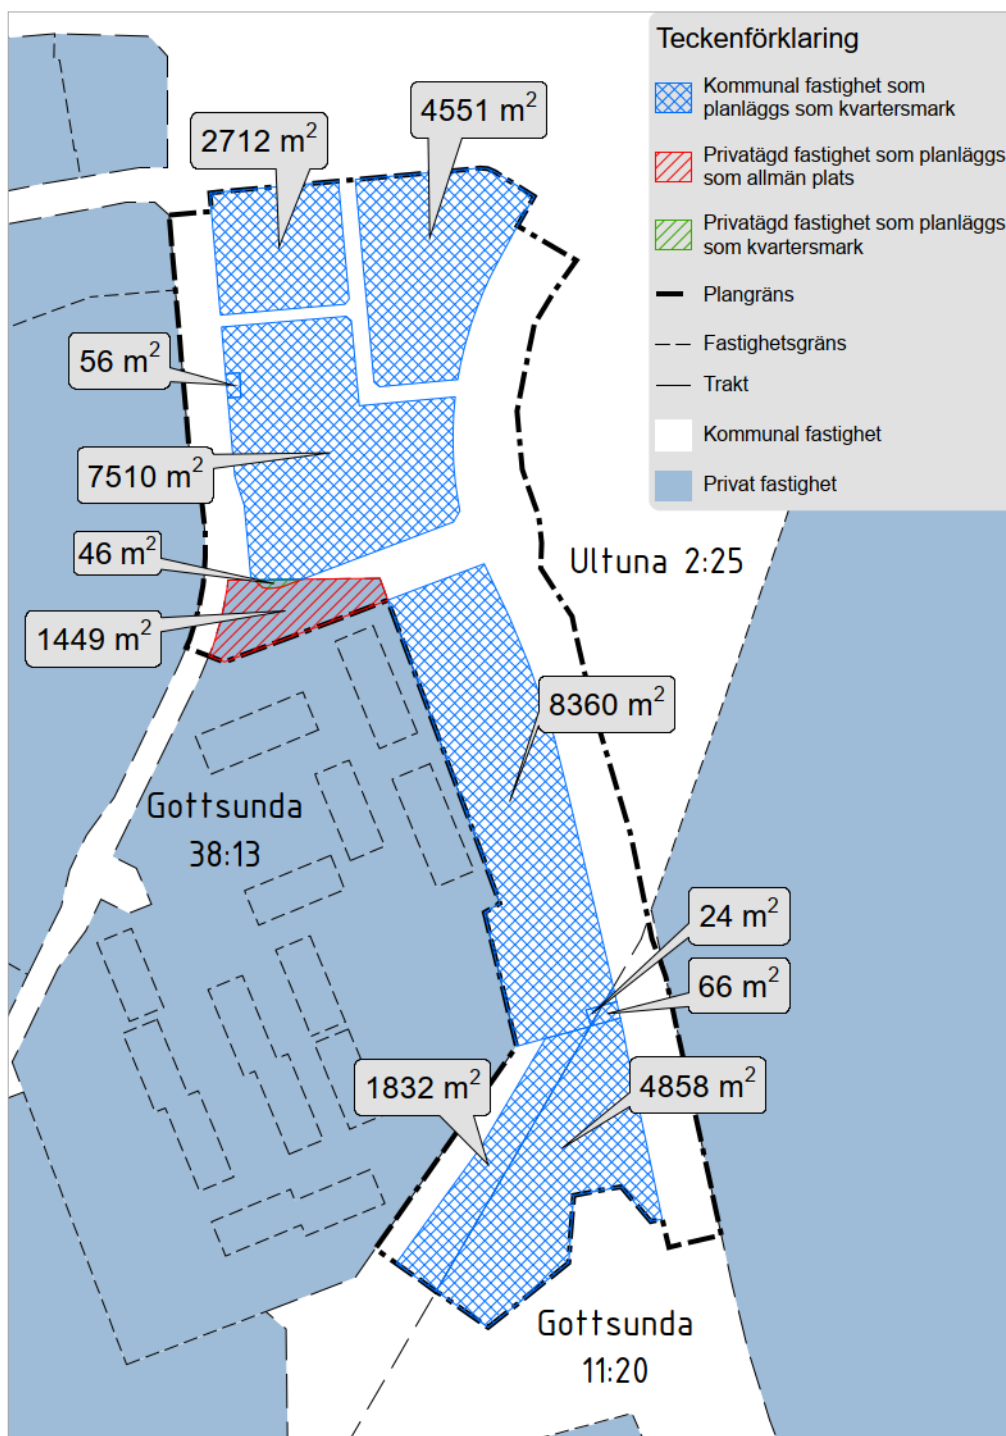 Teckenförklaring
Kommunal fastighet som
planläggs som kvartersmark
Privatägd fastighet som planläggs
som allmän plats
Privatägd fastighet som planläggs
som kvartersmark
Plangräns
Fastighetsgräns
Trakt
Kommunal fastighet
Privat fastighet
4551 m²
2712 m²
56 m²
7510 m²
46 m²
1449 m²
Ultuna 2:25
8360 m²
Gottsunda
38:13
24 m²
66 m²
1832 m²
4858 m²
Gottsunda
11:20